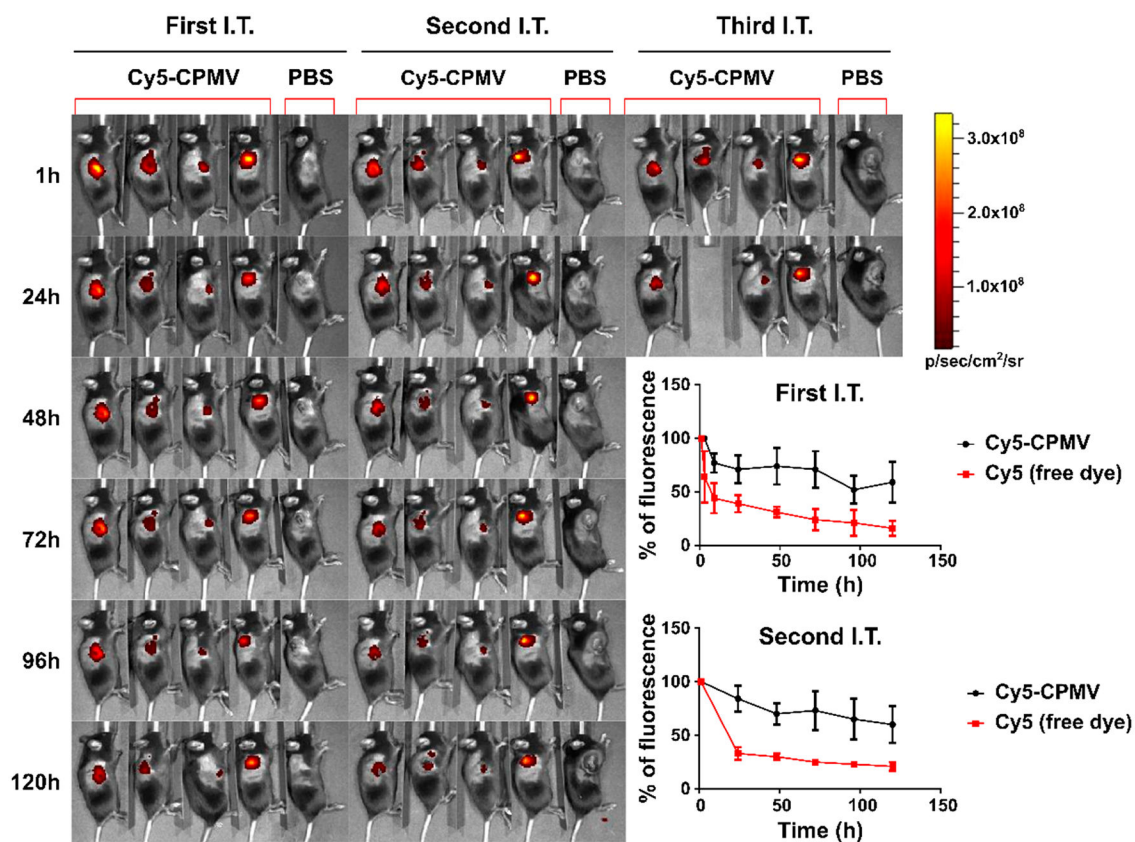 First I.T. Second I.T. Third I.T.
Cy5-CPMV PBS Cy5-CPMV PBS Cy5-CPMV PBS
1h
24h
48h
72h
96h
120h
3.0x10⁸
2.0x10⁸
1.0x10⁸
p/sec/cm²/sr
First I.T.
% of fluorescence
150
100
50
0
0 50 100 150
Time (h)
Cy5-CPMV
Cy5 (free dye)
Second I.T.
% of fluorescence
150
100
50
0
0 50 100 150
Time (h)
Cy5-CPMV
Cy5 (free dye)